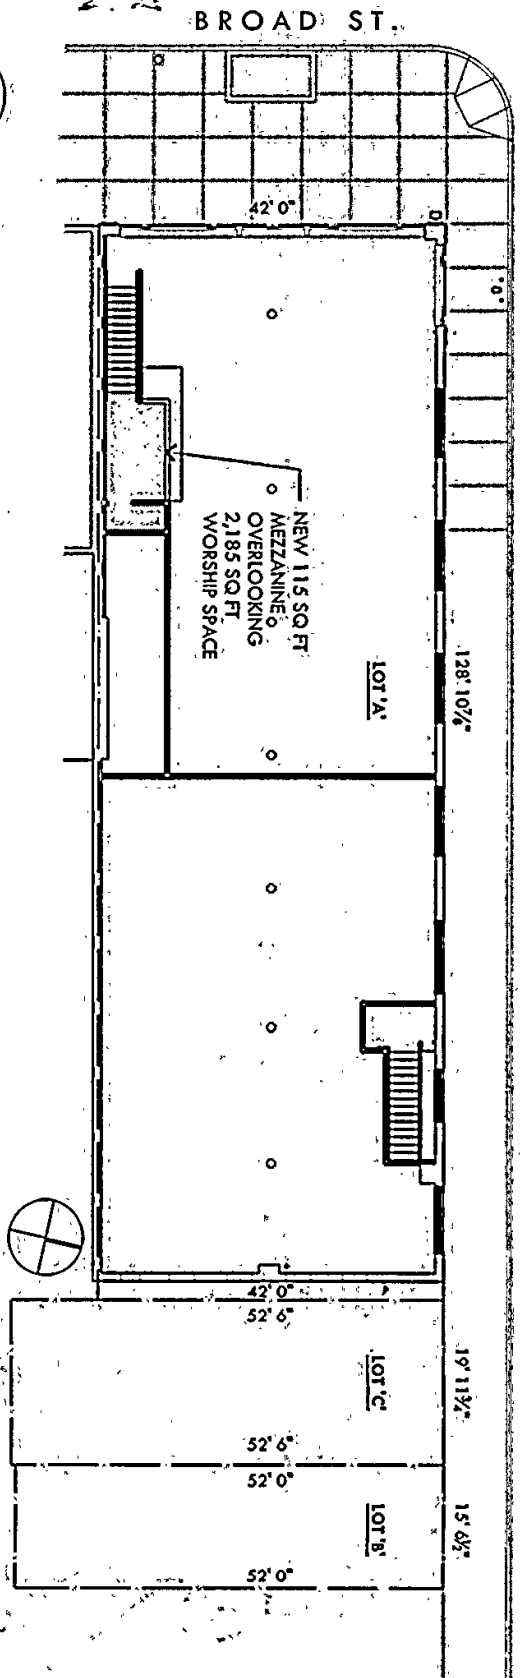 BROAD ST.
42' 0"
NEW 115 SQ FT
MEZZANINE
OVERLOOKING
2,185 SQ FT
WORSHIP SPACE
LOT 'A'
128' 10⅞"
42' 0"
52' 6"
LOT 'C'
19' 11¾"
52' 6"
52' 0"
LOT 'B'
15' 6½"
52' 0"